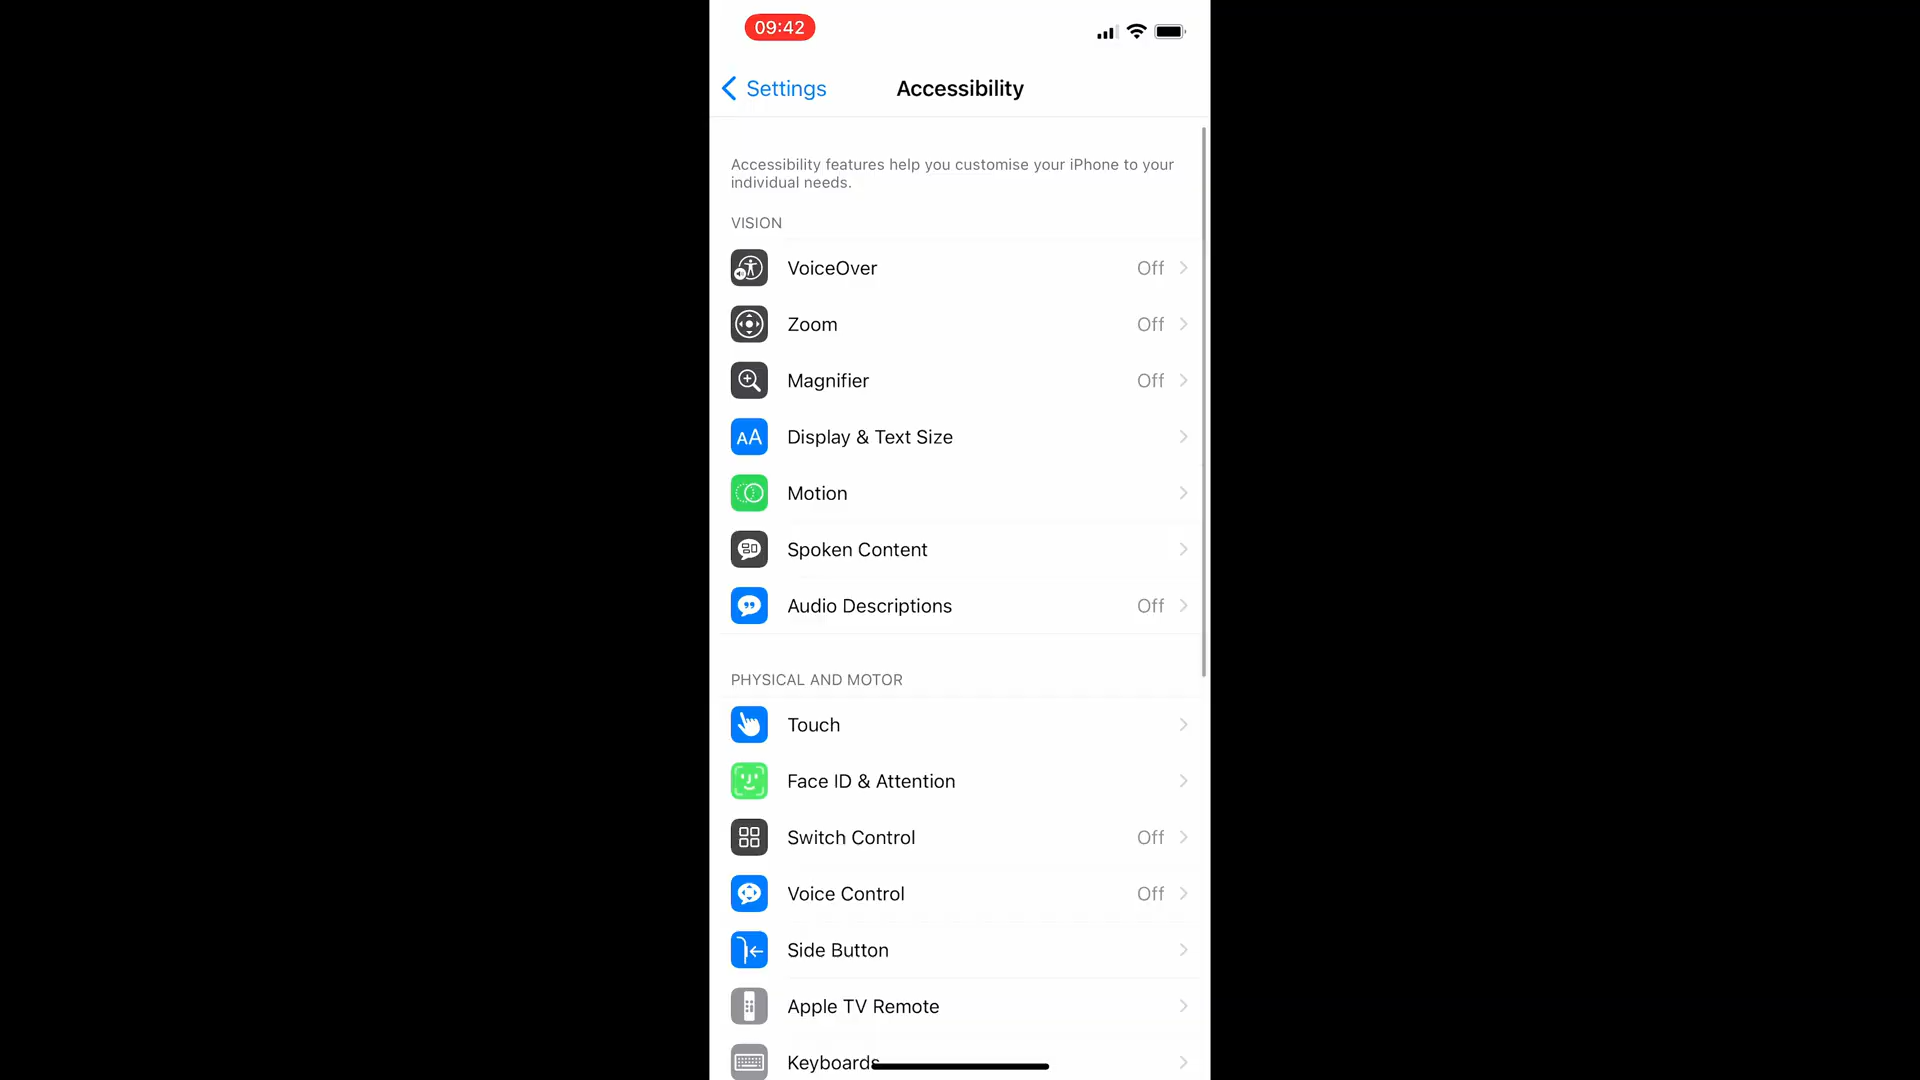 09:42
Settings
Accessibility
Accessibility features help you customise your iPhone to your
individual needs.
VISION
VoiceOver Off
Zoom Off
Magnifier Off
AA Display & Text Size
Motion
Spoken Content
Audio Descriptions Off
PHYSICAL AND MOTOR
Touch
Face ID & Attention
Switch Control Off
Voice Control Off
Side Button
Apple TV Remote
Keyboards